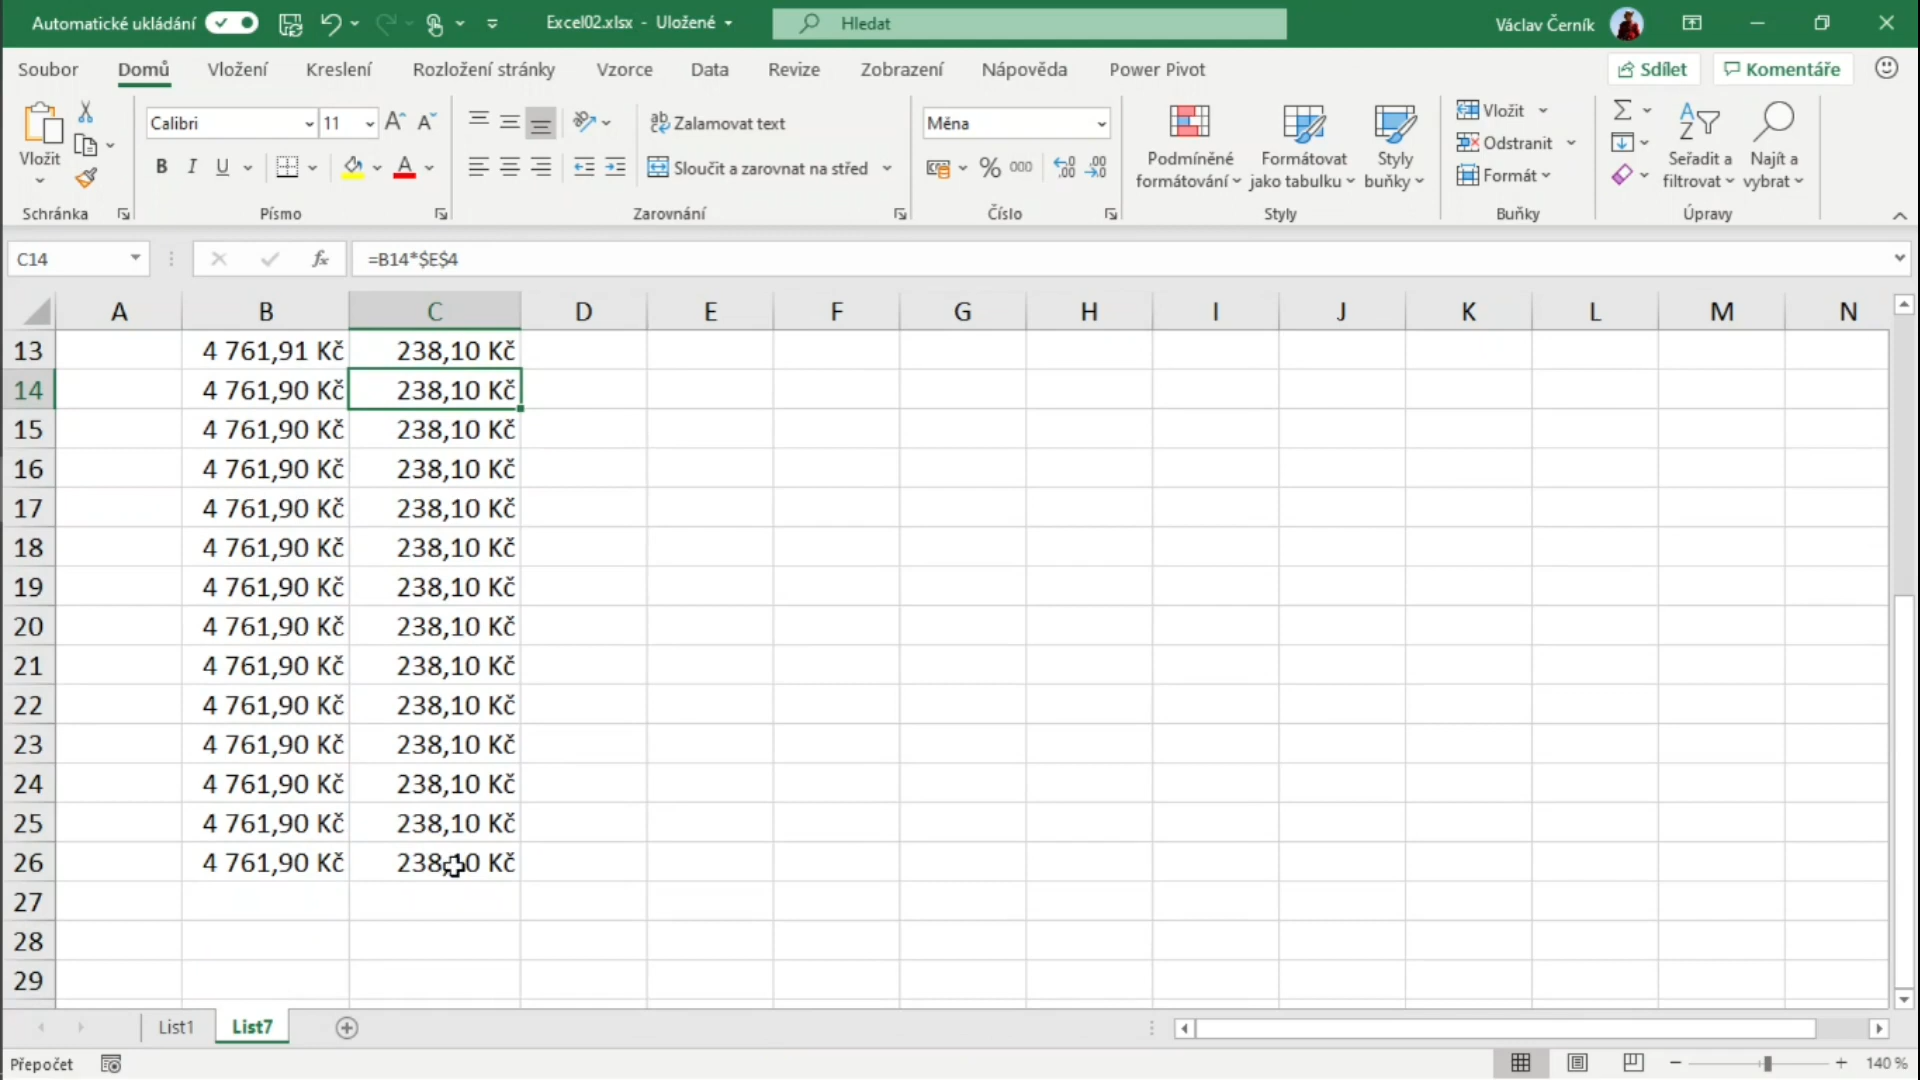 Automatické ukládání Excel02.xlsx - Uložené Hledat Václav Černík
Soubor Domů Vložení Kreslení Rozložení stránky Vzorce Data Revize Zobrazení Nápověda Power Pivot Sdílet Komentáře
Calibri 11 Zalamovat text Měna Vložit
Vložit B I U A Sloučit a zarovnat na střed % 000 Podmíněné formátování Formátovat jako tabulku Styly buňky Odstranit Formát Seřadit a filtrovat Najít a vybrat
Schránka Písmo Zarovnání Číslo Styly Buňky Úpravy
C14 fx =B14*$E$4
A B C D E F G H I J K L M N
13 4 761,91 Kč 238,10 Kč
14 4 761,90 Kč 238,10 Kč
15 4 761,90 Kč 238,10 Kč
16 4 761,90 Kč 238,10 Kč
17 4 761,90 Kč 238,10 Kč
18 4 761,90 Kč 238,10 Kč
19 4 761,90 Kč 238,10 Kč
20 4 761,90 Kč 238,10 Kč
21 4 761,90 Kč 238,10 Kč
22 4 761,90 Kč 238,10 Kč
23 4 761,90 Kč 238,10 Kč
24 4 761,90 Kč 238,10 Kč
25 4 761,90 Kč 238,10 Kč
26 4 761,90 Kč 238,10 Kč
27
28
29
List1 List7
Přepočet 140 %